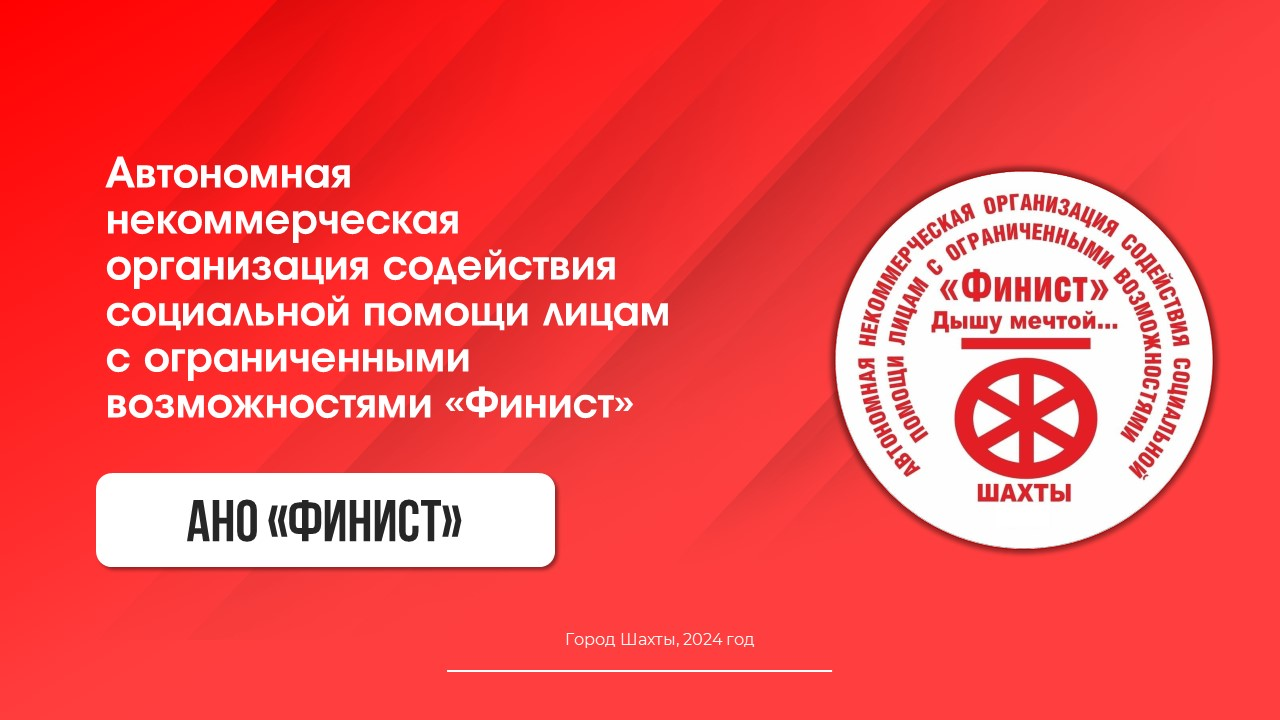 Автономная
некоммерческая
организация содействия
социальной помощи лицам
с ограниченными
возможностями «Финист»
АНО «ФИНИСТ»
АВТОНОМНАЯ НЕКОММЕРЧЕСКАЯ ОРГАНИЗАЦИЯ СОДЕЙСТВИЯ СОЦИАЛЬНОЙ
ПОМОЩИ ЛИЦАМ С ОГРАНИЧЕННЫМИ ВОЗМОЖНОСТЯМИ
«Финист»
Дышу мечтой...
ШАХТЫ
Город Шахты, 2024 год